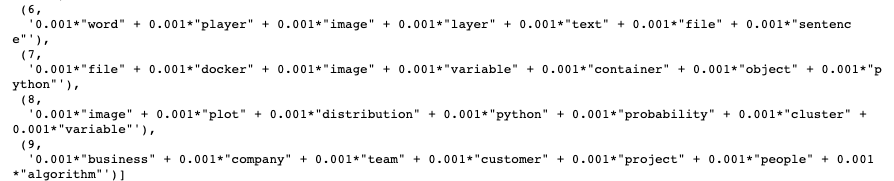 (6,
'0.001*"word" + 0.001*"player" + 0.001*"image" + 0.001*"layer" + 0.001*"text" + 0.001*"file" + 0.001*"sentenc
e"'),
(7,
'0.001*"file" + 0.001*"docker" + 0.001*"image" + 0.001*"variable" + 0.001*"container" + 0.001*"object" + 0.001*"p
ython"'),
(8,
'0.001*"image" + 0.001*"plot" + 0.001*"distribution" + 0.001*"python" + 0.001*"probability" + 0.001*"cluster" +
0.001*"variable"'),
(9,
'0.001*"business" + 0.001*"company" + 0.001*"team" + 0.001*"customer" + 0.001*"project" + 0.001*"people" + 0.001
*"algorithm"')]